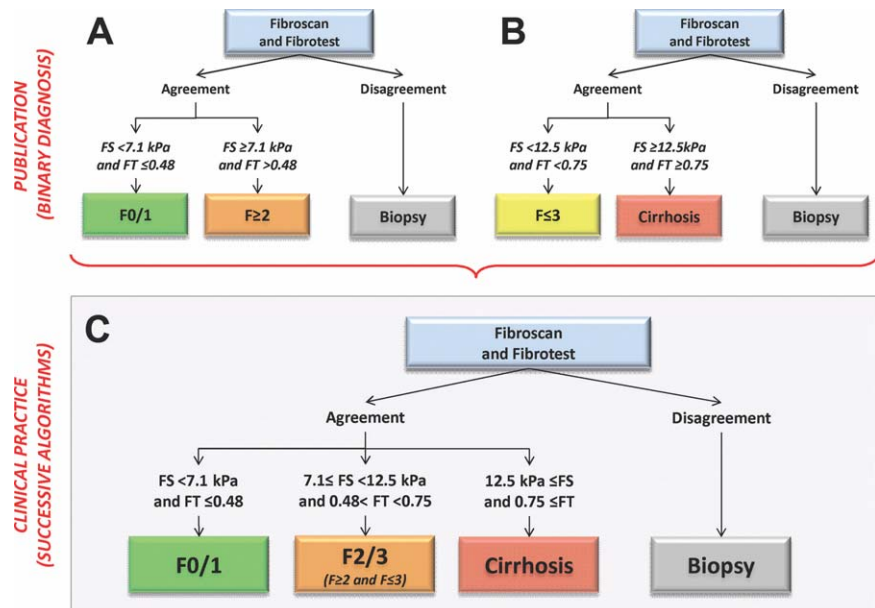 PUBLICATION
(BINARY DIAGNOSIS)
A
Fibroscan
and Fibrotest
Agreement
Disagreement
FS <7.1 kPa
and FT ≤0.48
FS ≥7.1 kPa
and FT >0.48
F0/1
F≥2
Biopsy
B
Fibroscan
and Fibrotest
Agreement
Disagreement
FS <12.5 kPa
and FT <0.75
FS ≥12.5kPa
and FT ≥0.75
F≤3
Cirrhosis
Biopsy
CLINICAL PRACTICE
(SUCCESSIVE ALGORITHMS)
C
Fibroscan
and Fibrotest
Agreement
Disagreement
FS <7.1 kPa
and FT ≤0.48
7.1≤ FS <12.5 kPa
and 0.48< FT <0.75
12.5 kPa ≤FS
and 0.75 ≤FT
F0/1
F2/3
(F≥2 and F≤3)
Cirrhosis
Biopsy